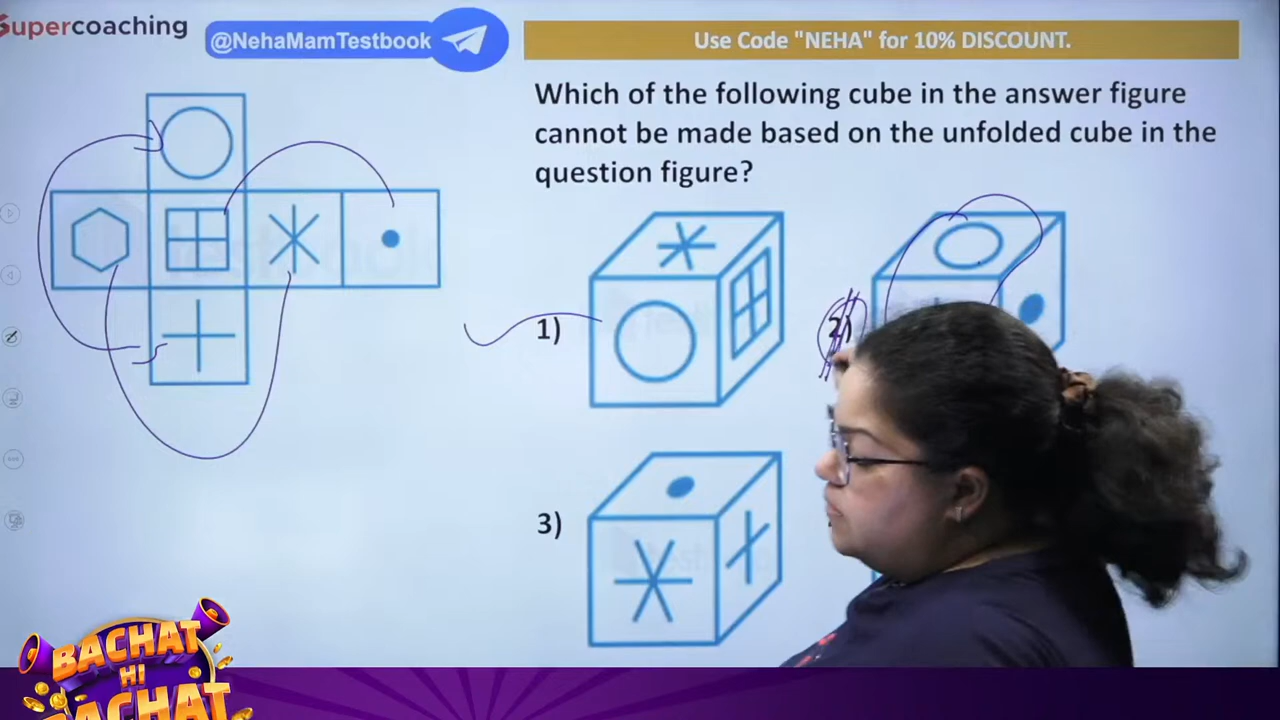 Supercoaching
@NehaMamTestbook
Use Code "NEHA" for 10% DISCOUNT.
Which of the following cube in the answer figure
cannot be made based on the unfolded cube in the
question figure?
1)
2)
3)
BACHAT
HI
BACHAT